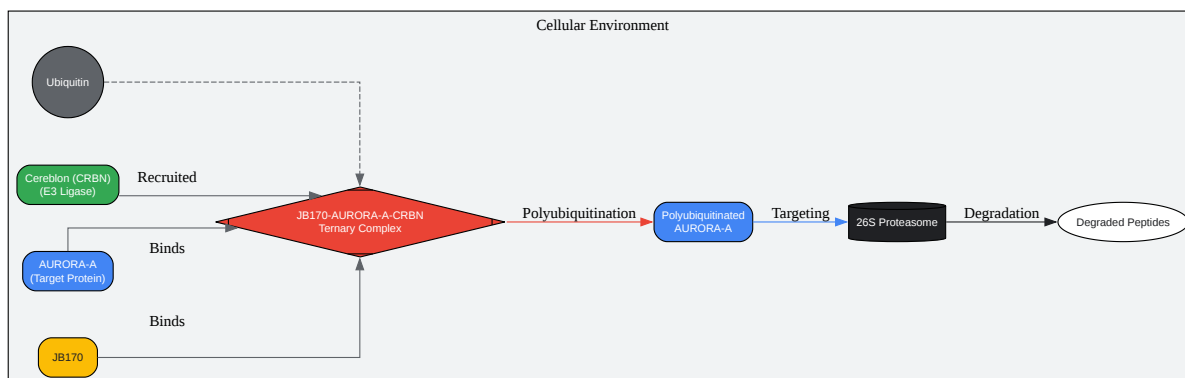 Cellular Environment
Ubiquitin
Cereblon (CRBN)
(E3 Ligase)
Recruited
JB170-AURORA-A-CRBN
Ternary Complex
Polyubiquitination
Polyubiquitinated
AURORA-A
Targeting
26S Proteasome
Degradation
Degraded Peptides
Binds
AURORA-A
(Target Protein)
Binds
JB170